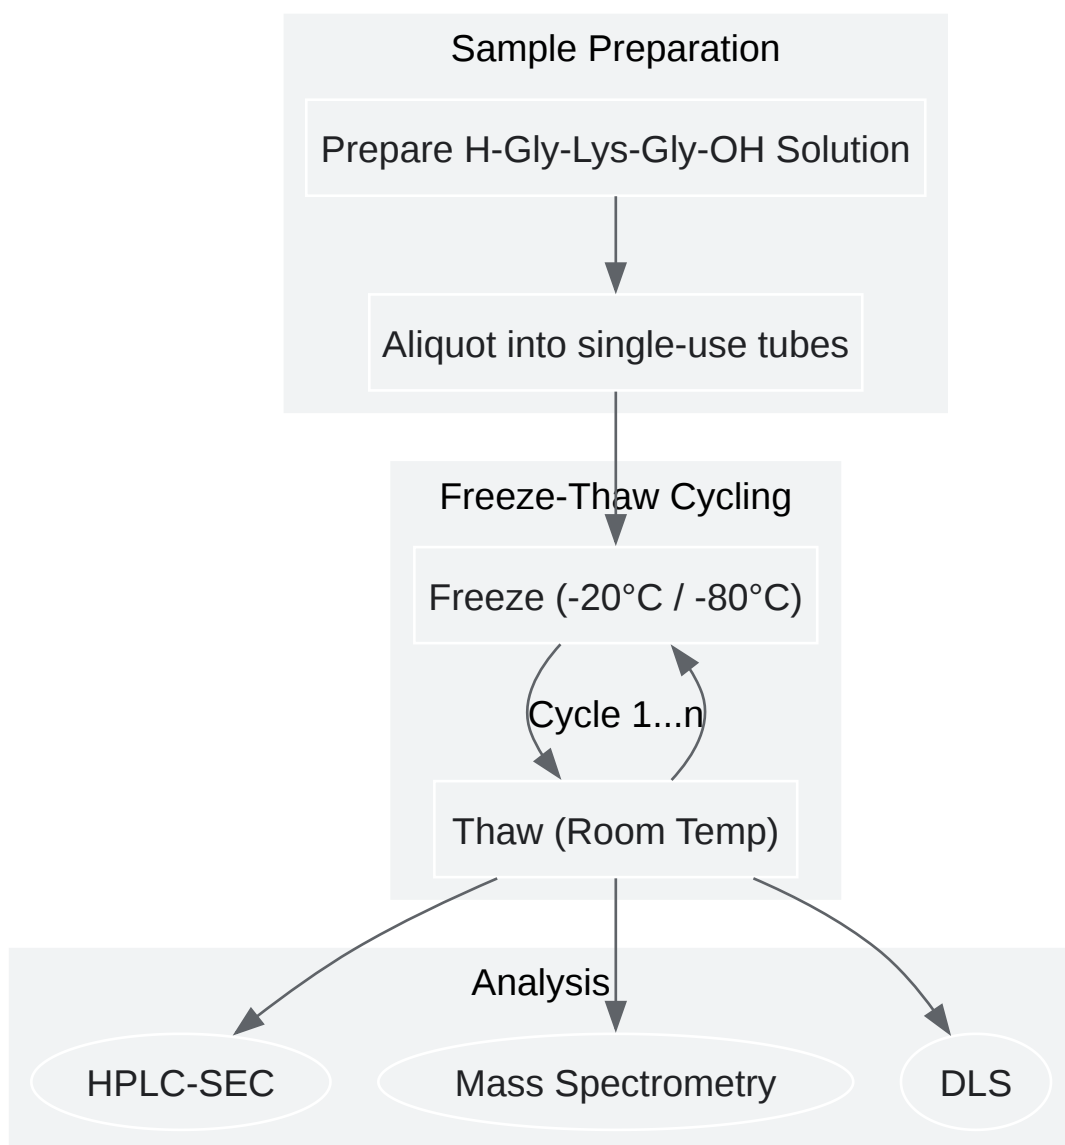 Sample Preparation
Prepare H-Gly-Lys-Gly-OH Solution
Aliquot into single-use tubes
Freeze-Thaw Cycling
Freeze (-20°C / -80°C)
Cycle 1...n
Thaw (Room Temp)
Analysis
HPLC-SEC
Mass Spectrometry
DLS